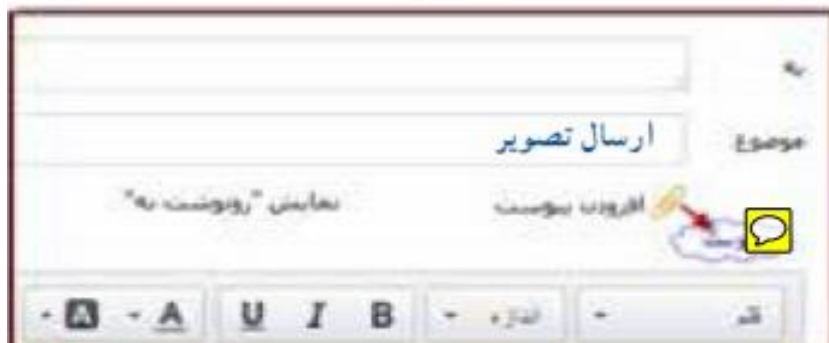 به
موضوع ارسال تصویر
افزودن پیوست نمایش "رونوشت به"
قلم اندازه B I U A A